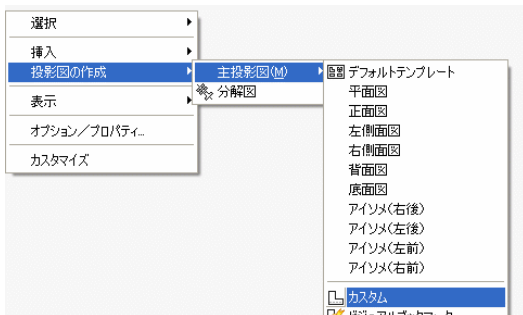 選択
挿入
投影図の作成
表示
オプション／プロパティ...
カスタマイズ
主投影図(M)
分解図
デフォルトテンプレート
平面図
正面図
左側面図
右側面図
背面図
底面図
アイソメ(右後)
アイソメ(左後)
アイソメ(左前)
アイソメ(右前)
カスタム